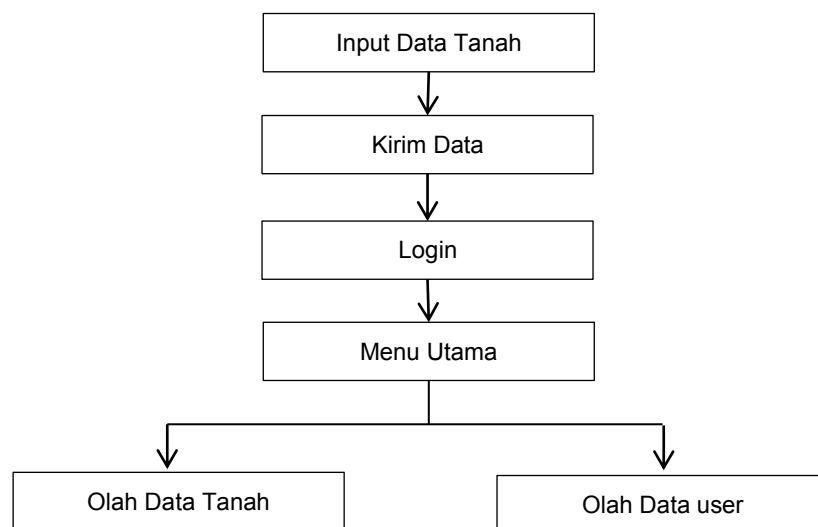 Input Data Tanah
Kirim Data
Login
Menu Utama
Olah Data Tanah
Olah Data user